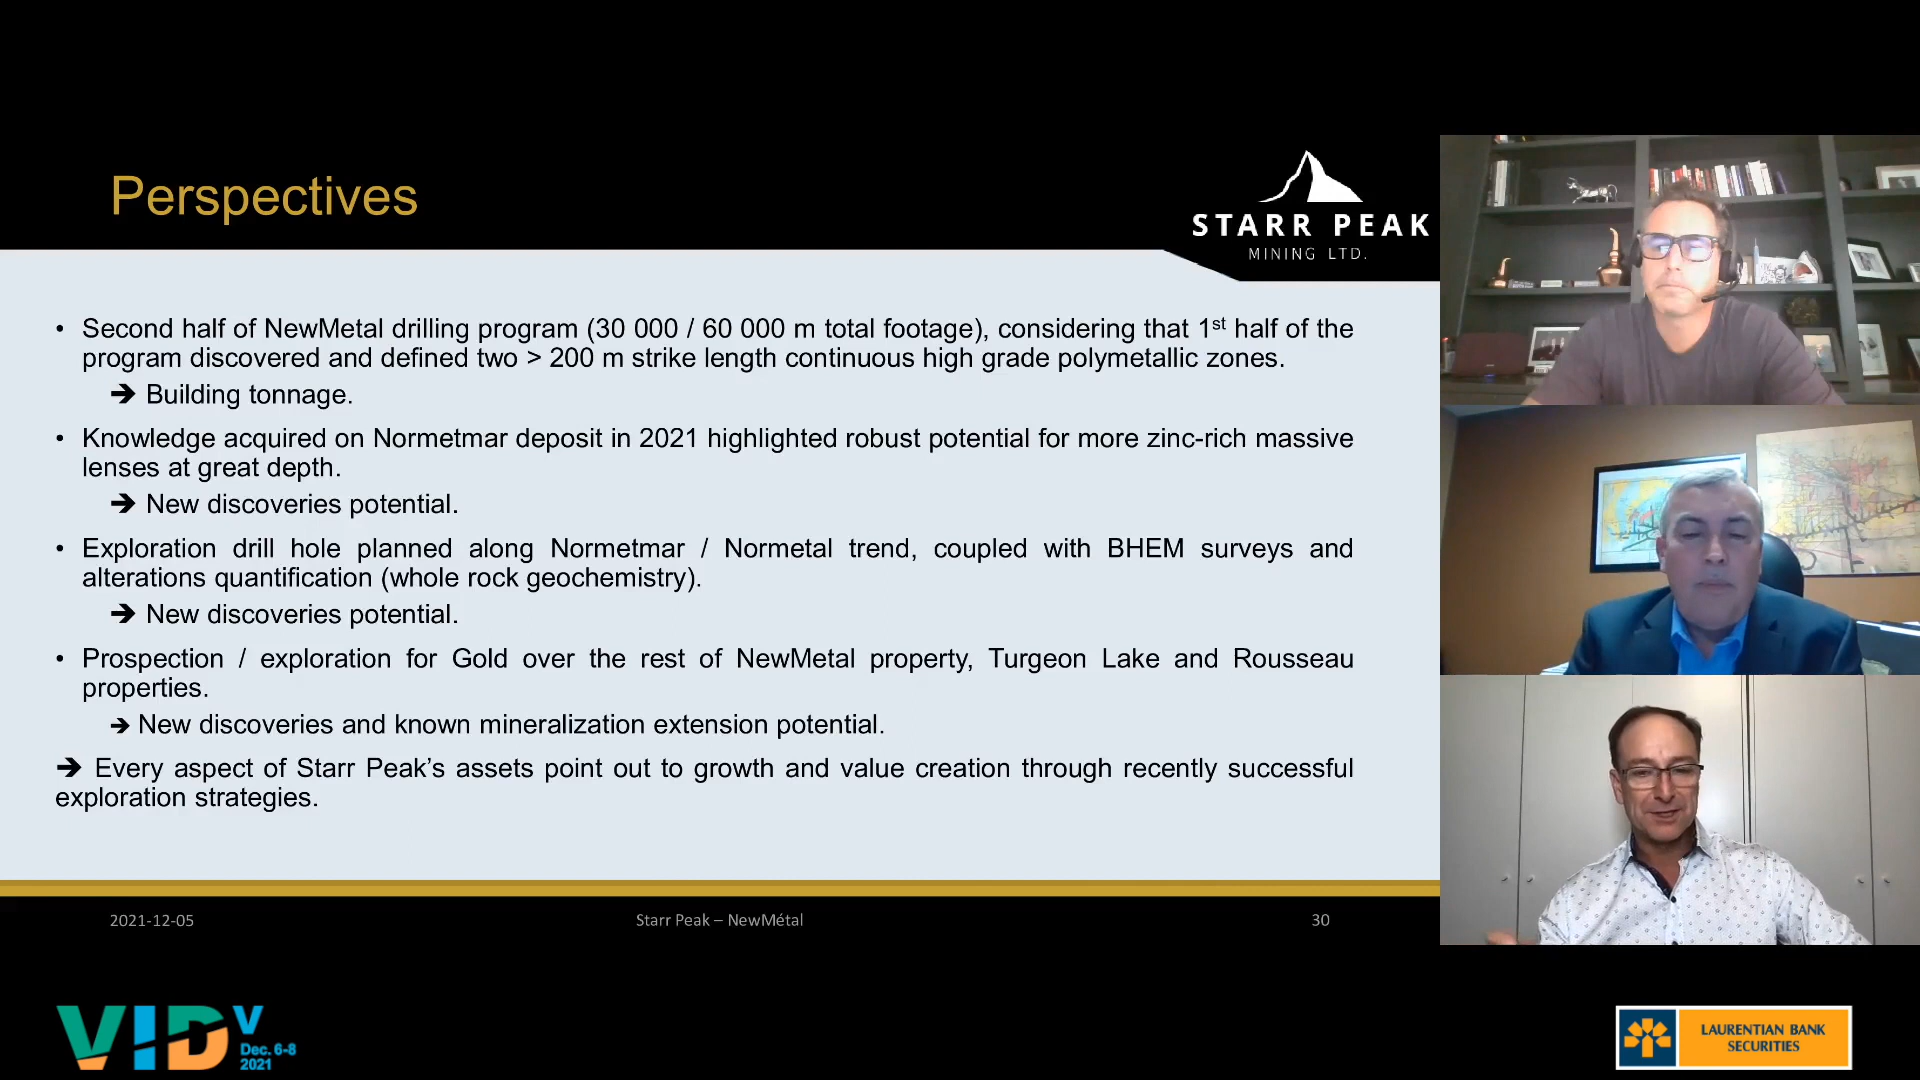 Perspectives
STARR PEAK
MINING LTD.
• Second half of NewMetal drilling program (30 000 / 60 000 m total footage), considering that 1st half of the
program discovered and defined two > 200 m strike length continuous high grade polymetallic zones.
➔ Building tonnage.
• Knowledge acquired on Normetmar deposit in 2021 highlighted robust potential for more zinc-rich massive
lenses at great depth.
➔ New discoveries potential.
• Exploration drill hole planned along Normetmar / Normetal trend, coupled with BHEM surveys and
alterations quantification (whole rock geochemistry).
➔ New discoveries potential.
• Prospection / exploration for Gold over the rest of NewMetal property, Turgeon Lake and Rousseau
properties.
➔ New discoveries and known mineralization extension potential.
➔ Every aspect of Starr Peak’s assets point out to growth and value creation through recently successful
exploration strategies.
2021-12-05
Starr Peak – NewMétal
30
VID V
Dec. 6-8
2021
LAURENTIAN BANK
SECURITIES